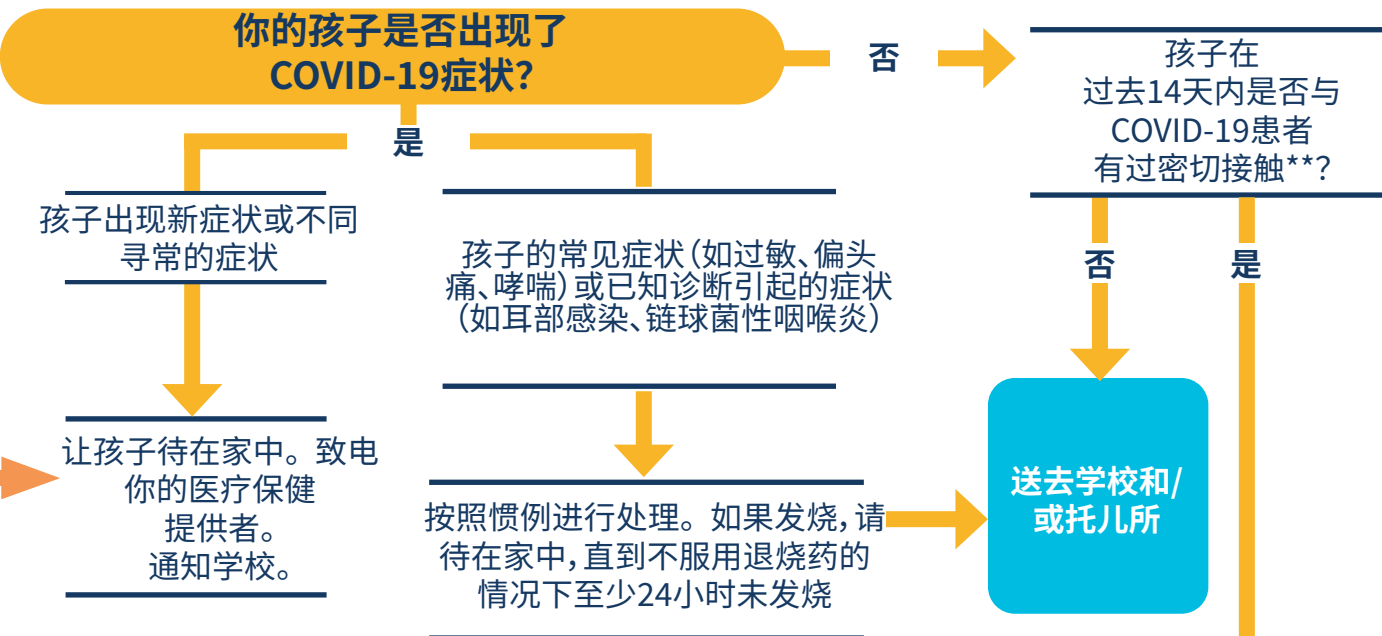 你的孩子是否出现了
COVID-19症状？
否
孩子在
过去14天内是否与
COVID-19患者
有过密切接触**？
是
孩子出现新症状或不同
寻常的症状
孩子的常见症状（如过敏、偏头
痛、哮喘）或已知诊断引起的症状
（如耳部感染、链球菌性咽喉炎）
否
是
让孩子待在家中。致电
你的医疗保健
提供者。
通知学校。
按照惯例进行处理。如果发烧，请
待在家中，直到不服用退烧药的
情况下至少24小时未发烧
送去学校和/
或托儿所